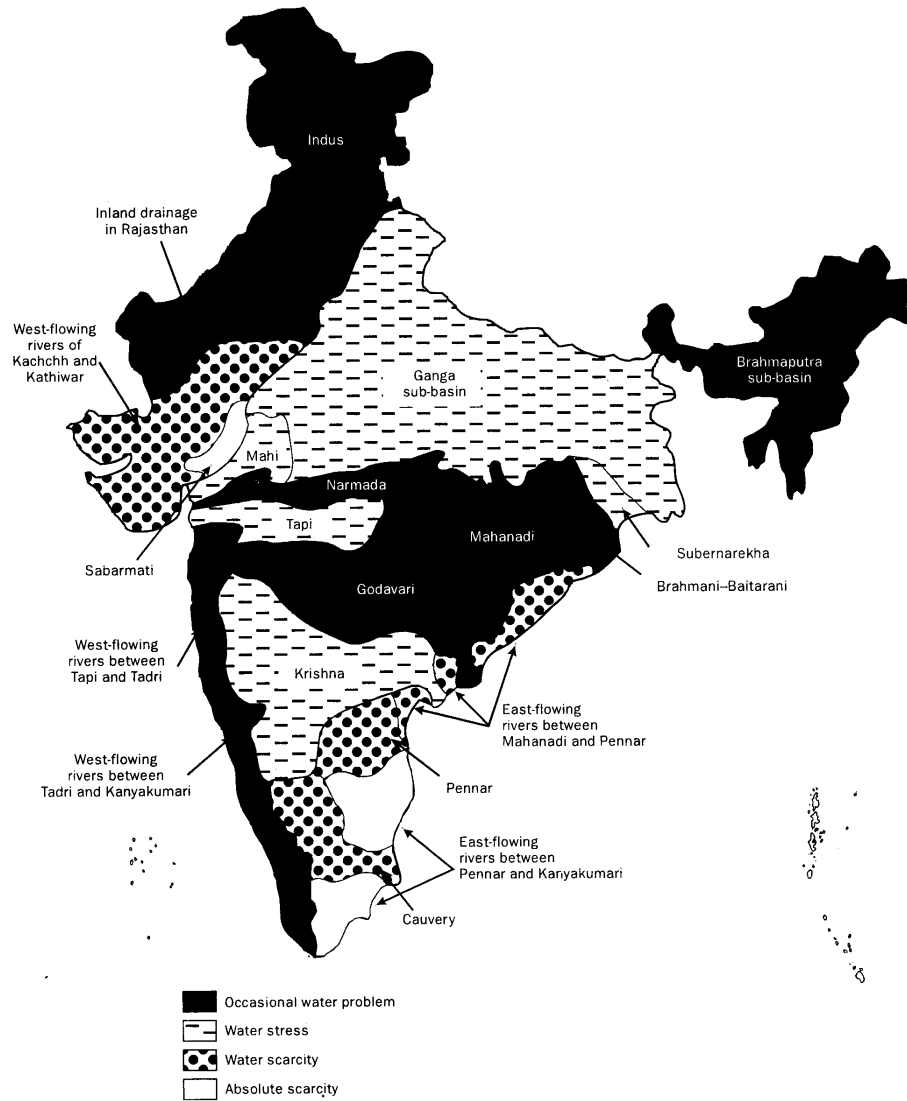 Indus
Inland drainage
in Rajasthan
West-flowing
rivers of
Kachchh and
Kathiwar
Ganga
sub-basin
Brahmaputra
sub-basin
Mahi
Narmada
Tapi
Mahanadi
Sabarmati
Subernarekha
Brahmani–Baitarani
Godavari
West-flowing
rivers between
Tapi and Tadri
Krishna
East-flowing
rivers between
Mahanadi and Pennar
West-flowing
rivers between
Tadri and Kanyakumari
Pennar
East-flowing
rivers between
Pennar and Kanyakumari
Cauvery
Occasional water problem
Water stress
Water scarcity
Absolute scarcity